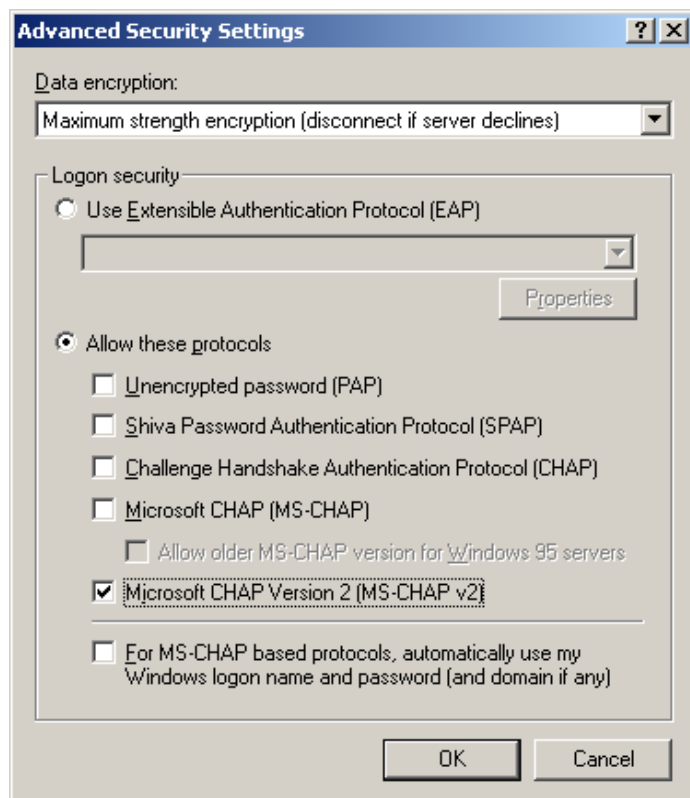 Advanced Security Settings
Data encryption:
Maximum strength encryption (disconnect if server declines)
Logon security
Use Extensible Authentication Protocol (EAP)
Properties
Allow these protocols
Unencrypted password (PAP)
Shiva Password Authentication Protocol (SPAP)
Challenge Handshake Authentication Protocol (CHAP)
Microsoft CHAP (MS-CHAP)
Allow older MS-CHAP version for Windows 95 servers
Microsoft CHAP Version 2 (MS-CHAP v2)
For MS-CHAP based protocols, automatically use my
Windows logon name and password (and domain if any)
OK Cancel